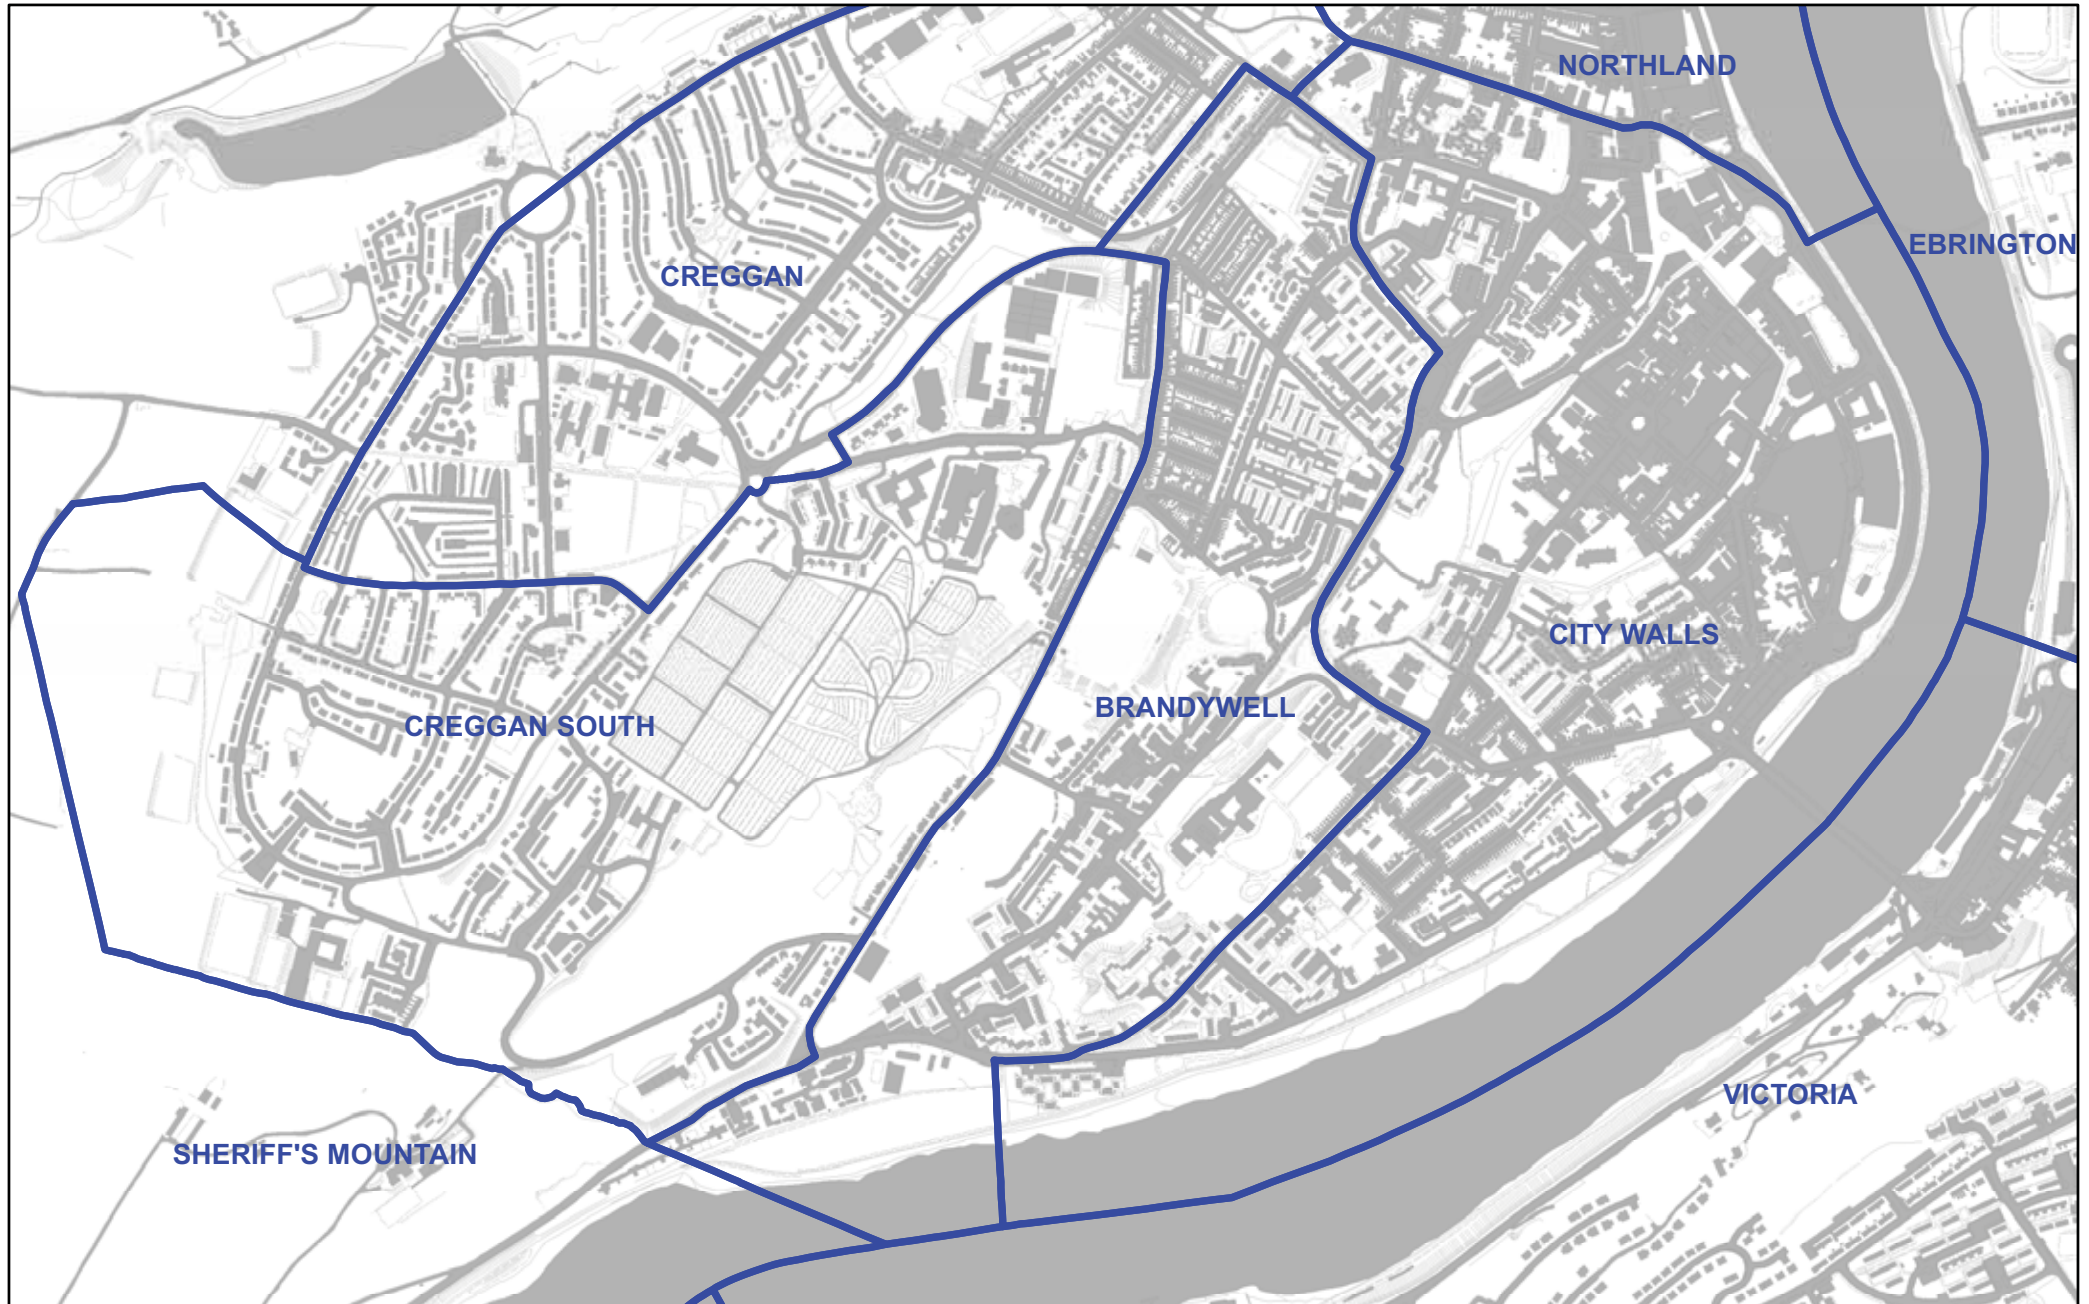 NORTHLAND
EBRINGTON
CREGGAN
CITY WALLS
BRANDYWELL
CREGGAN SOUTH
VICTORIA
SHERIFF'S MOUNTAIN